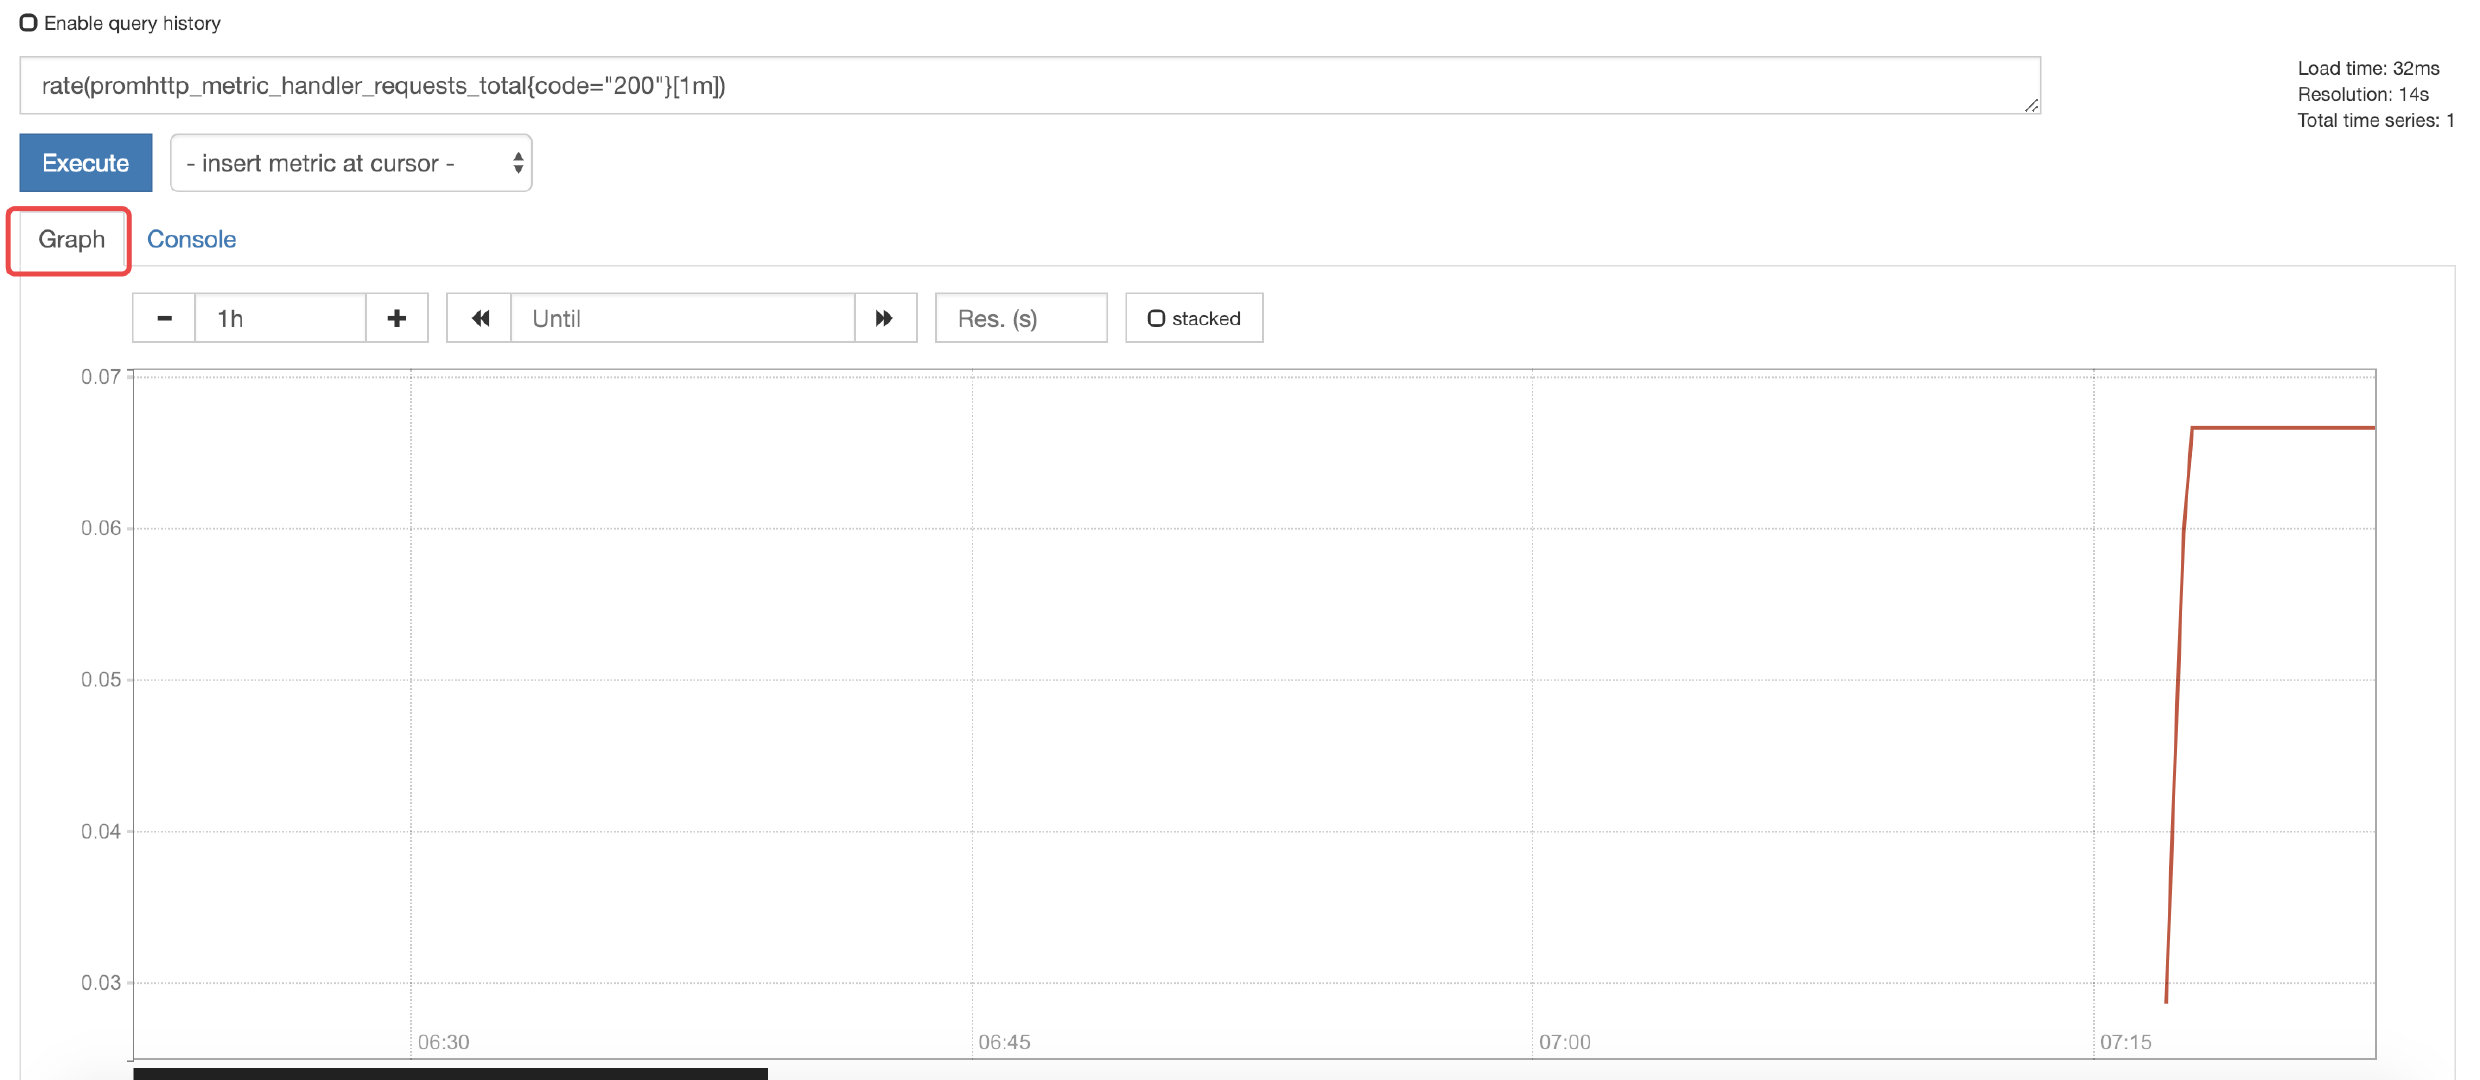 Enable query history
rate(promhttp_metric_handler_requests_total{code="200"}[1m])
Load time: 32ms
Resolution: 14s
Total time series: 1
Execute
- insert metric at cursor -
Graph
Console
1h
Until
Res. (s)
stacked
0.07
0.06
0.05
0.04
0.03
06:30
06:45
07:00
07:15